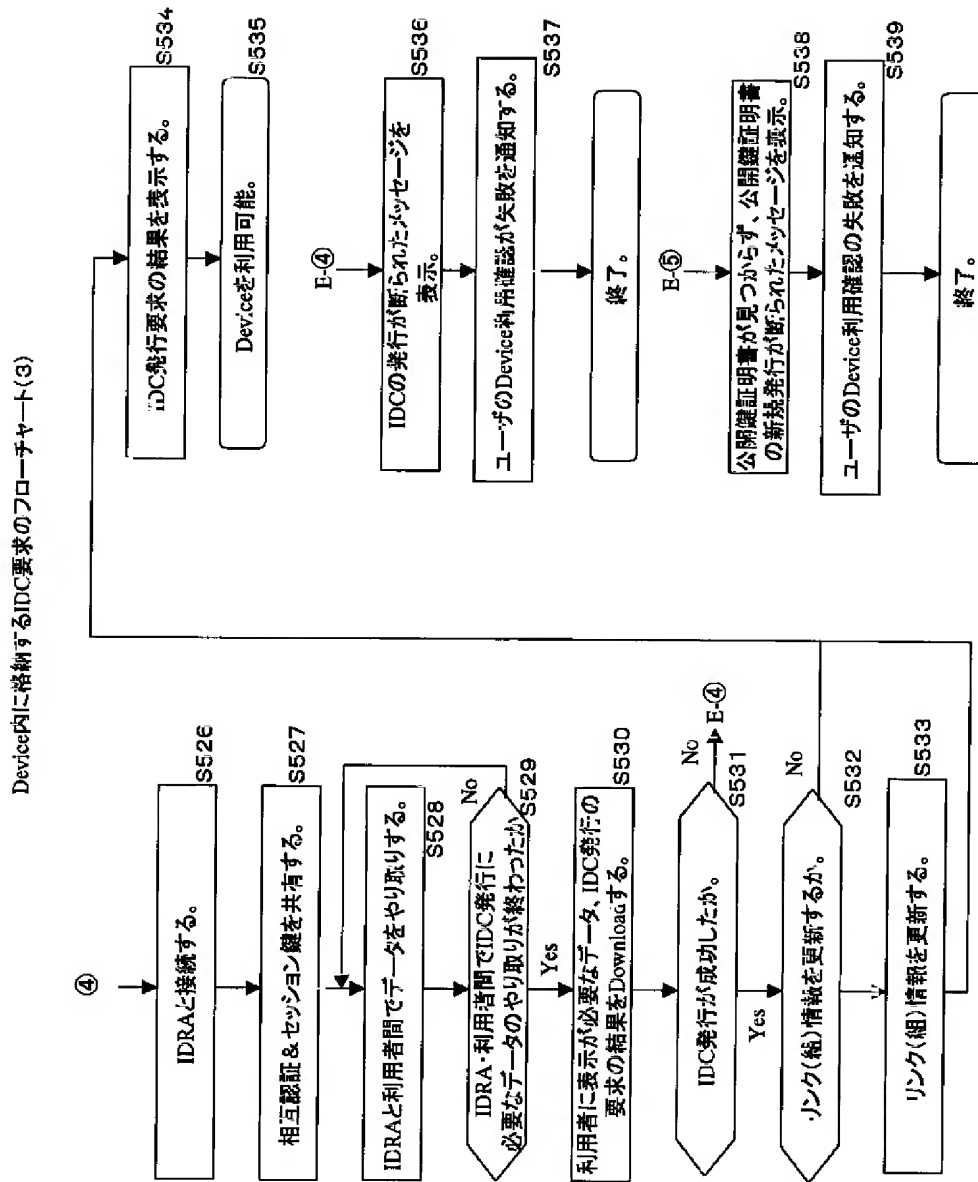 Device内に格納するIDC要求のフローチャート(3)
④
IDRAと接続する。
S526
相互認証&セッション鍵を共有する。
S527
IDRAと利用者間でデータをやり取りする。
S528
IDRA・利用者間でIDC発行に
必要なデータのやり取りが終わったか
No
S529
Yes
利用者に表示が必要なデータ、IDC発行の
要求の結果をDownloadする。
S530
IDC発行が成功したか。
No
E-④
S531
Yes
リンク(組)情報を更新するか。
No
S532
リンク(組)情報を更新する。
S533
IDC発行要求の結果を表示する。
S534
Deviceを利用可能。
S535
E-④
IDCの発行が断られたメッセージを
表示。
S536
ユーザのDevice利用確認が失敗を通知する。
S537
終了。
E-⑤
公開鍵証明書が見つからず、公開鍵証明書
の新規発行が断られたメッセージを表示。
S538
ユーザのDevice利用確認の失敗を通知する。
S539
終了。